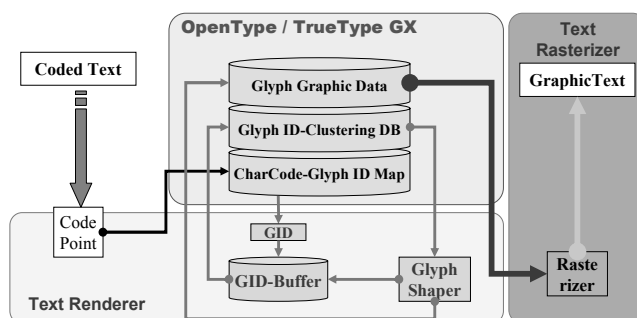 OpenType / TrueType GX
Text
Rasterizer
Coded Text
Glyph Graphic Data
GraphicText
Glyph ID-Clustering DB
CharCode-Glyph ID Map
Code
Point
GID
GID-Buffer
Glyph
Shaper
Raste
rizer
Text Renderer